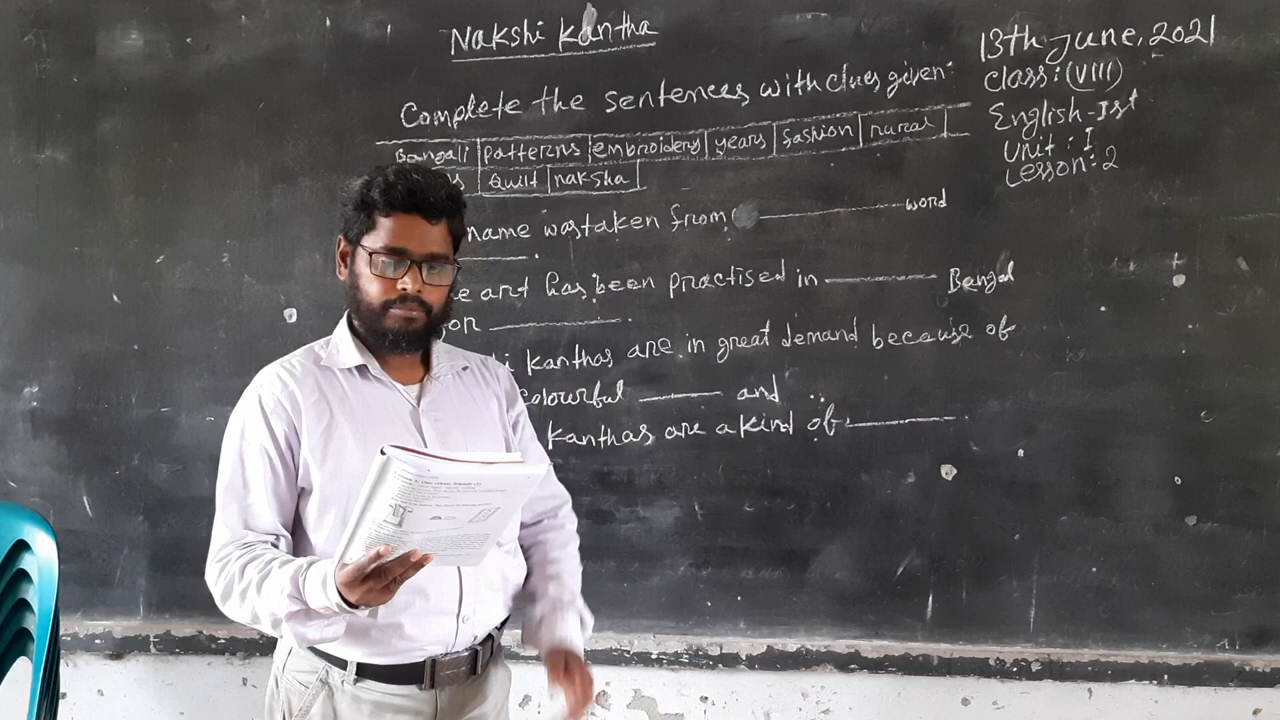 Nakshi kantha
13th June, 2021
Class: (VIII)
English-Ist
Unit: I
Lesson: 2
Complete the sentences with clues given:
Bangali patterns embroidery years fashion rural
Quilt naksha
name was taken from word
art has been practised in Bengal
kanthas are in great demand because of
colourful and
kanthas are a kind of